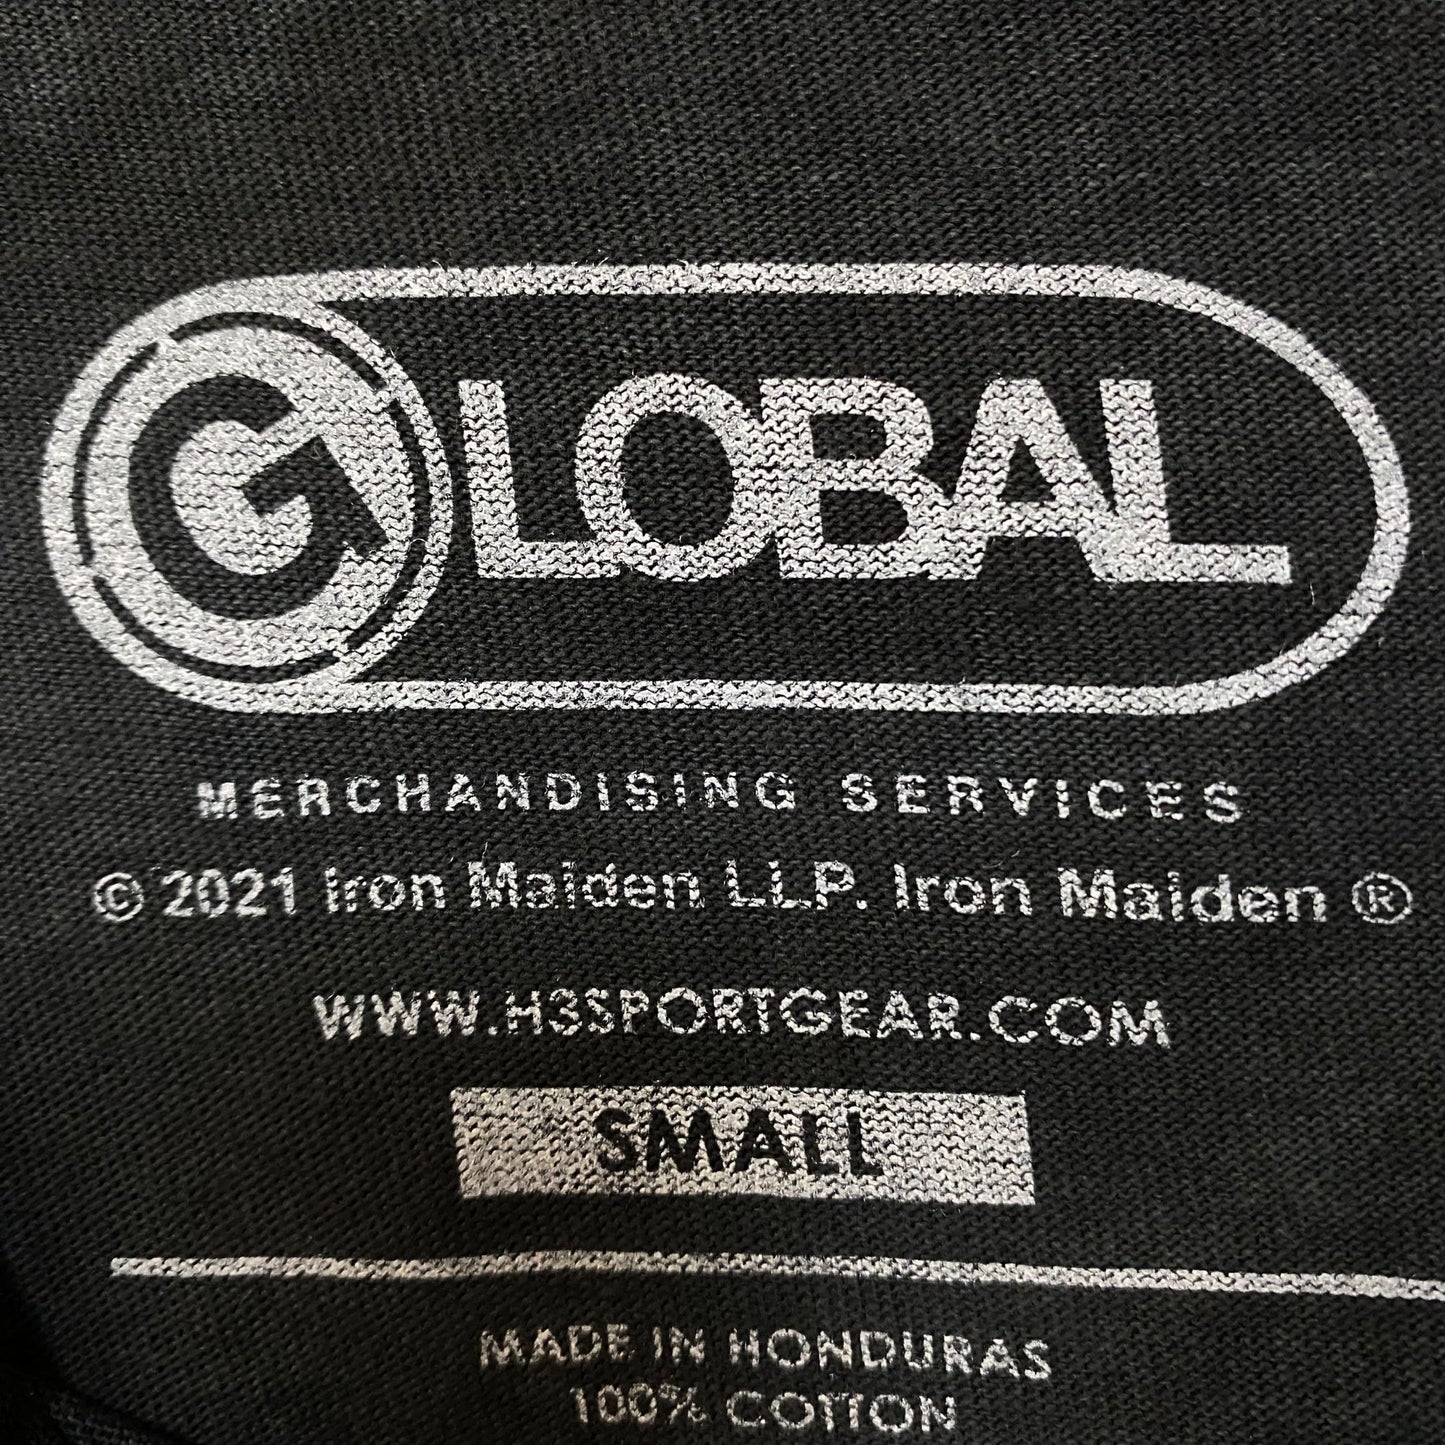 GLOBAL
MERCHANDISING SERVICES
© 2021 Iron Maiden LLP. Iron Maiden ®
WWW.H3SPORTGEAR.COM
SMALL
MADE IN HONDURAS
100% COTTON